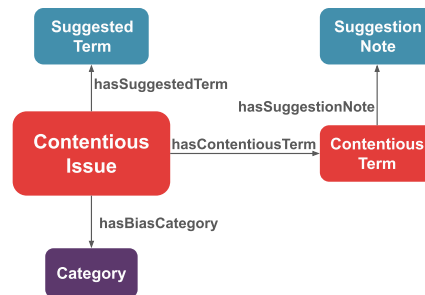 Suggested
Term
Suggestion
Note
hasSuggestedTerm
hasSuggestionNote
Contentious
Issue
hasContentiousTerm
Contentious
Term
hasBiasCategory
Category